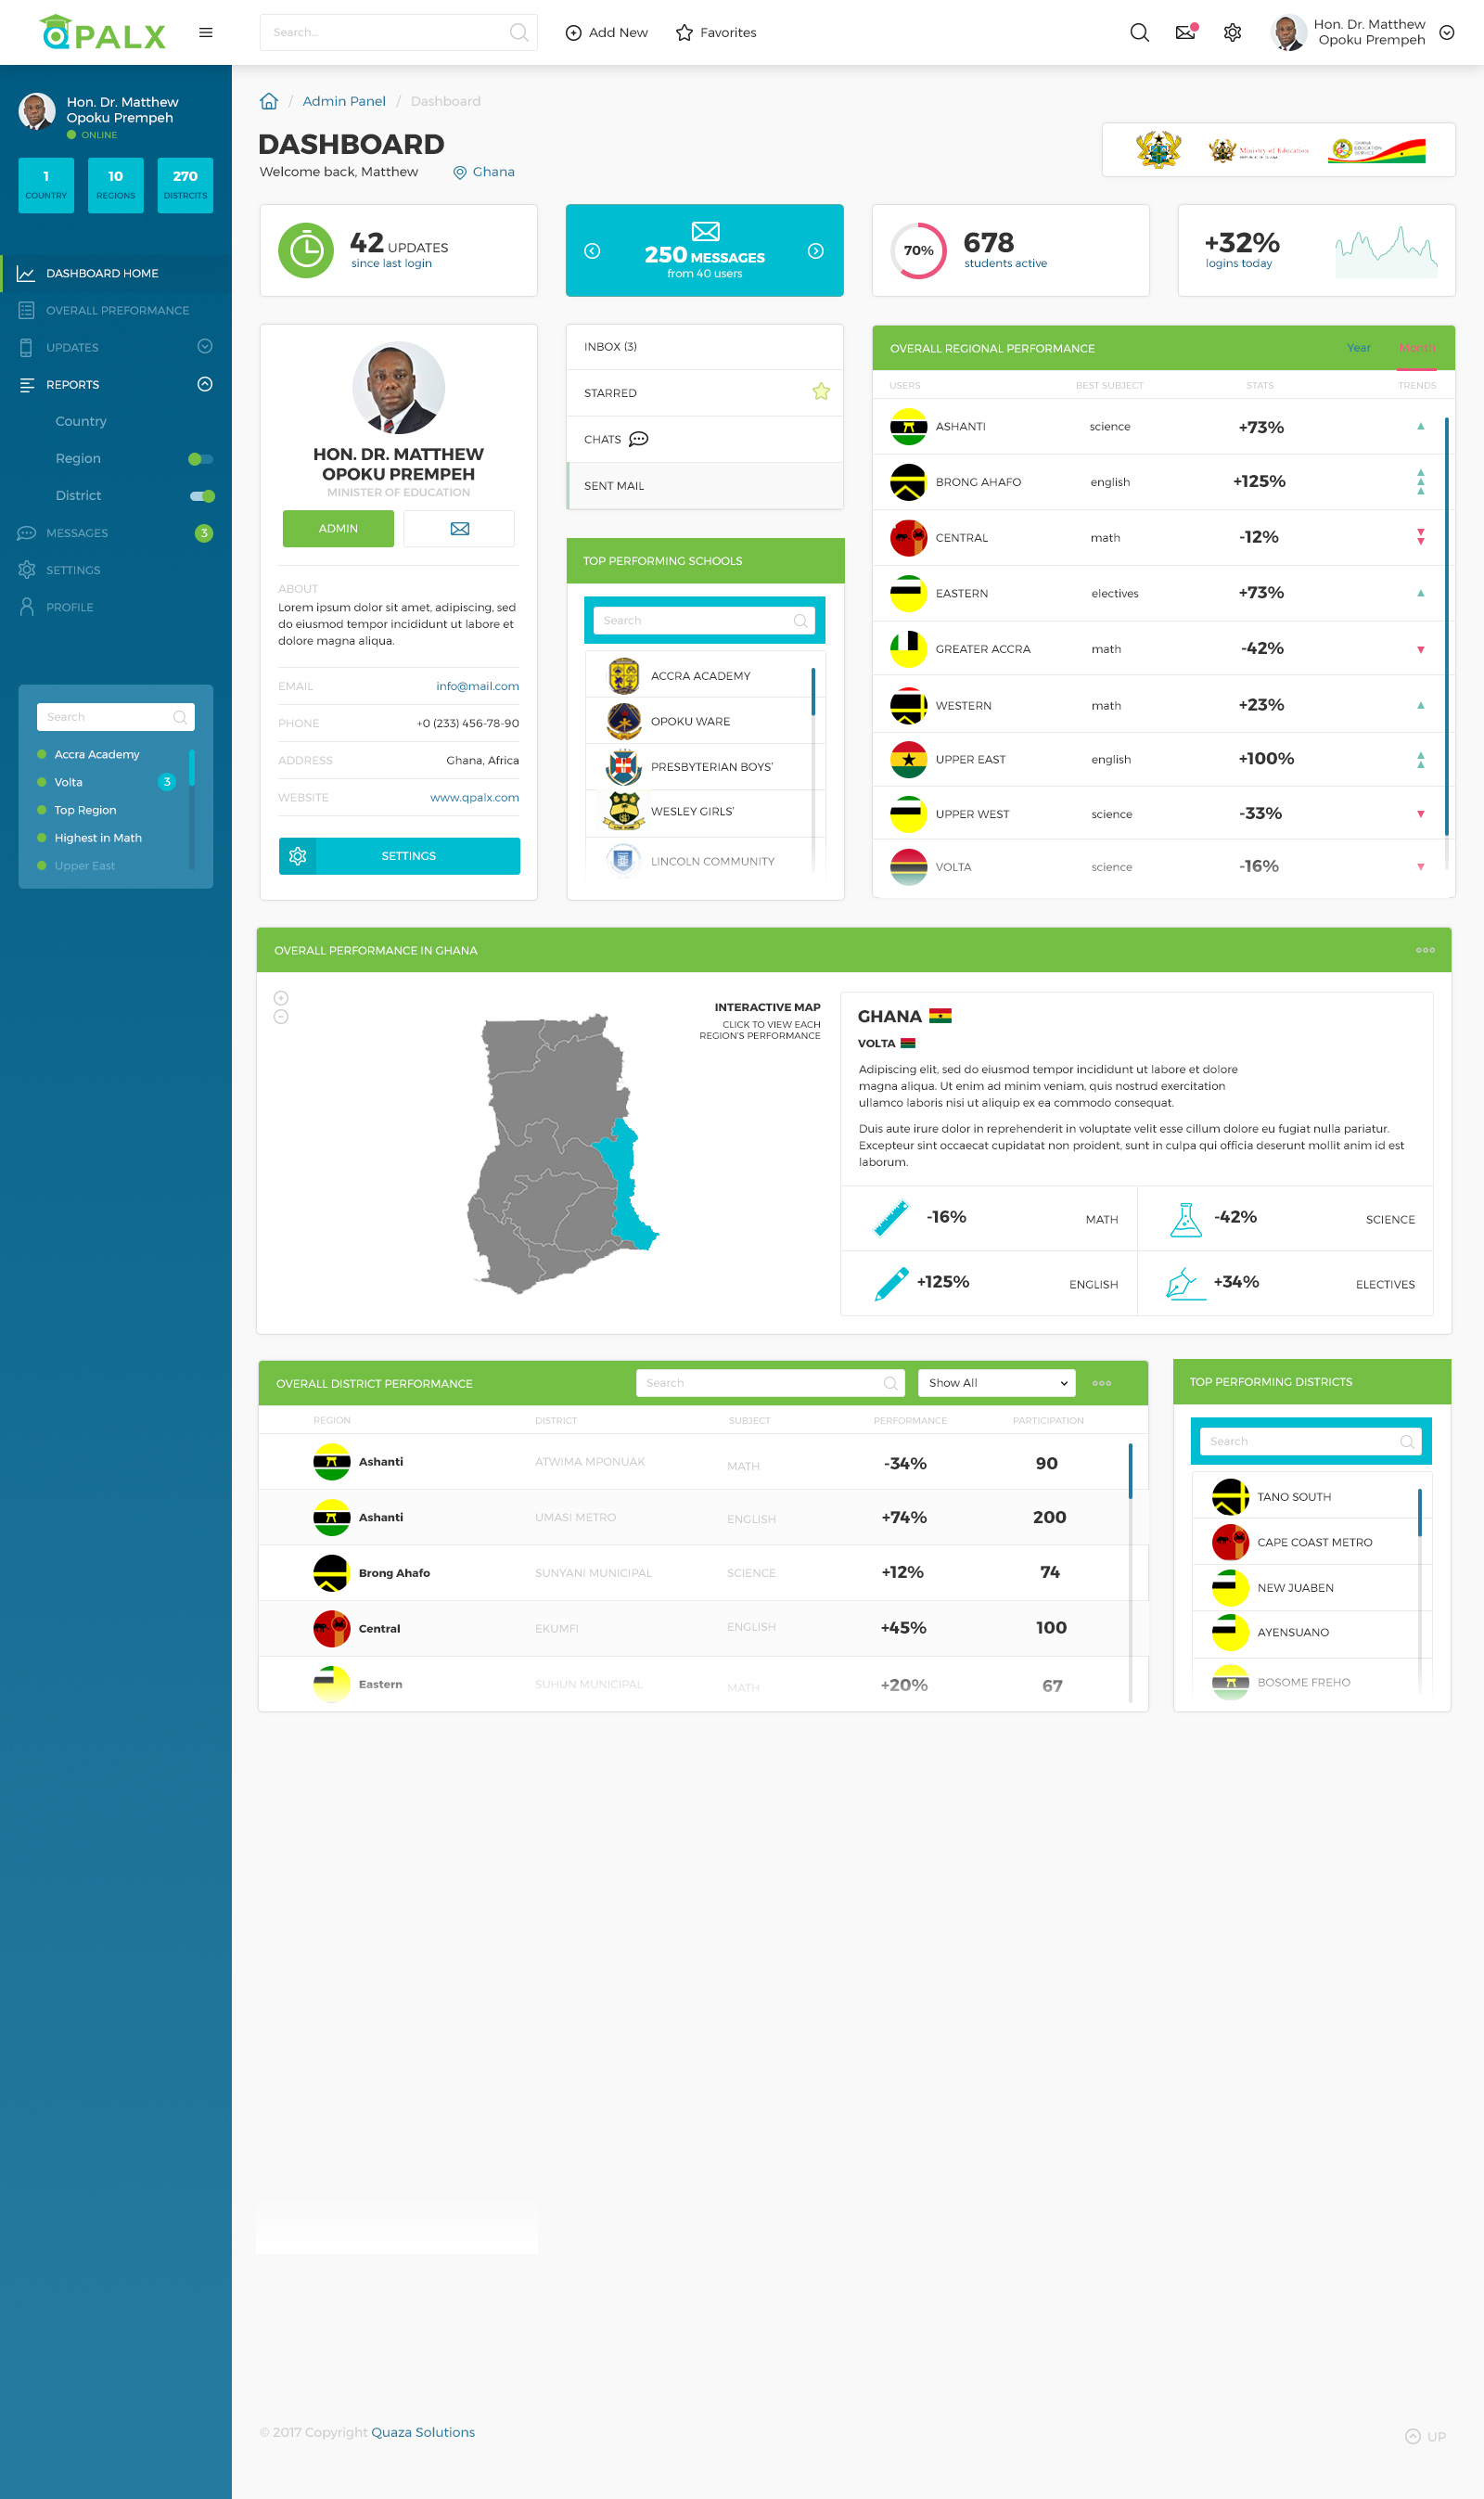 QPALX
Search...
Add New
Favorites
Hon. Dr. Matthew
Opoku Prempeh
Hon. Dr. Matthew
Opoku Prempeh
ONLINE
1
COUNTRY
10
REGIONS
270
DISTRCITS
DASHBOARD HOME
OVERALL PREFORMANCE
UPDATES
REPORTS
Country
Region
District
MESSAGES
3
SETTINGS
PROFILE
Search
Accra Academy
Volta
3
Top Region
Highest in Math
Upper East
/ Admin Panel / Dashboard
DASHBOARD
Welcome back, Matthew
Ghana
Ministry of Education
GHANA
EDUCATION
SERVICE
42 UPDATES
since last login
250 MESSAGES
from 40 users
70%
678
students active
+32%
logins today
HON. DR. MATTHEW
OPOKU PREMPEH
MINISTER OF EDUCATION
ADMIN
ABOUT
Lorem ipsum dolor sit amet, adipiscing, sed
do eiusmod tempor incididunt ut labore et
dolore magna aliqua.
EMAIL info@mail.com
PHONE +0 (233) 456-78-90
ADDRESS Ghana, Africa
WEBSITE www.qpalx.com
SETTINGS
INBOX (3)
STARRED
CHATS
SENT MAIL
TOP PERFORMING SCHOOLS
Search
ACCRA ACADEMY
OPOKU WARE
PRESBYTERIAN BOYS'
WESLEY GIRLS'
LINCOLN COMMUNITY
OVERALL REGIONAL PERFORMANCE Year Month
USERS BEST SUBJECT STATS TRENDS
ASHANTI science +73%
BRONG AHAFO english +125%
CENTRAL math -12%
EASTERN electives +73%
GREATER ACCRA math -42%
WESTERN math +23%
UPPER EAST english +100%
UPPER WEST science -33%
VOLTA science -16%
OVERALL PERFORMANCE IN GHANA
INTERACTIVE MAP
CLICK TO VIEW EACH
REGION'S PERFORMANCE
GHANA
VOLTA
Adipiscing elit, sed do eiusmod tempor incididunt ut labore et dolore
magna aliqua. Ut enim ad minim veniam, quis nostrud exercitation
ullamco laboris nisi ut aliquip ex ea commodo consequat.
Duis aute irure dolor in reprehenderit in voluptate velit esse cillum dolore eu fugiat nulla pariatur.
Excepteur sint occaecat cupidatat non proident, sunt in culpa qui officia deserunt mollit anim id est
laborum.
-16% MATH
-42% SCIENCE
+125% ENGLISH
+34% ELECTIVES
OVERALL DISTRICT PERFORMANCE
Search
Show All
REGION DISTRICT SUBJECT PERFORMANCE PARTICIPATION
Ashanti ATWIMA MPONUAK MATH -34% 90
Ashanti UMASI METRO ENGLISH +74% 200
Brong Ahafo SUNYANI MUNICIPAL SCIENCE +12% 74
Central EKUMFI ENGLISH +45% 100
Eastern SUHUN MUNICIPAL MATH +20% 67
TOP PERFORMING DISTRICTS
Search
TANO SOUTH
CAPE COAST METRO
NEW JUABEN
AYENSUANO
BOSOME FREHO
© 2017 Copyright Quaza Solutions
UP